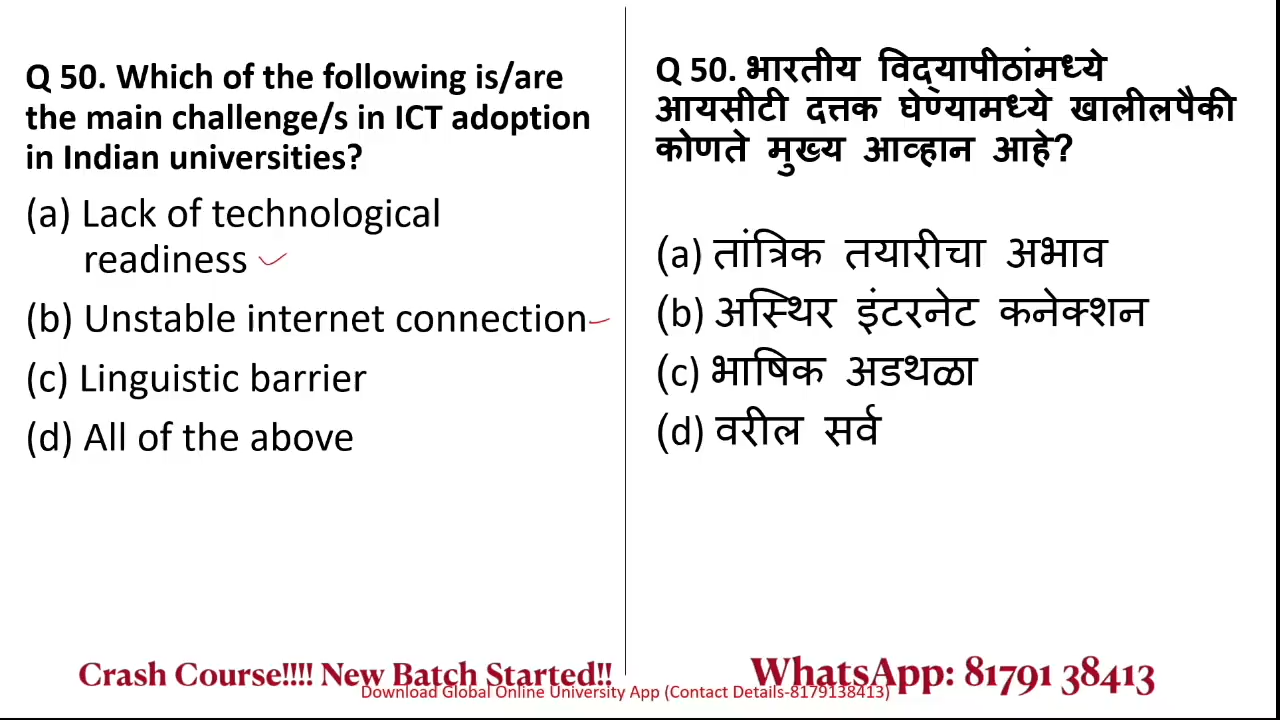 Q 50. Which of the following is/are
the main challenge/s in ICT adoption
in Indian universities?
(a) Lack of technological
readiness
(b) Unstable internet connection
(c) Linguistic barrier
(d) All of the above
Q 50. भारतीय विद्यापीठांमध्ये
आयसीटी दत्तक घेण्यामध्ये खालीलपैकी
कोणते मुख्य आव्हान आहे?
(a) तांत्रिक तयारीचा अभाव
(b) अस्थिर इंटरनेट कनेक्शन
(c) भाषिक अडथळा
(d) वरील सर्व
Crash Course!!!! New Batch Started!!
WhatsApp: 81791 38413
Download Global Online University App (Contact Details-8179138413)